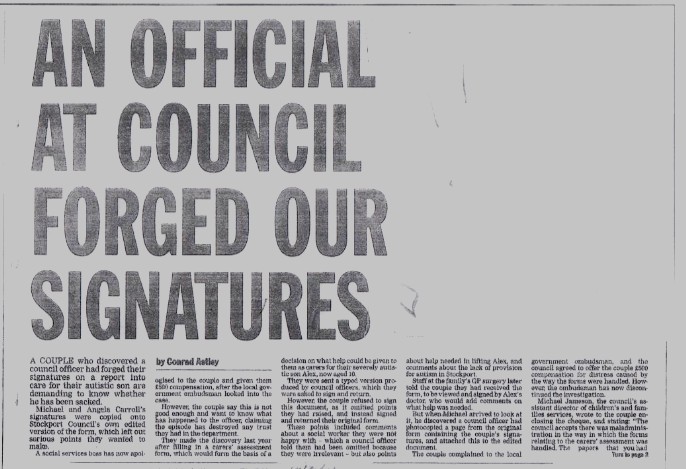 AN OFFICIAL
AT COUNCIL
FORGED OUR
SIGNATURES
A COUPLE who discovered a
council officer had forged their
signatures on a report into
care for their autistic son are
demanding to know whether
he has been sacked.
Michael and Angela Carroll's
signatures were copied onto
Stockport Council's own edited
version of the form, which left out
serious points they wanted to
make.
A social services boss has now apol-
by Conrad Astley
ogised to the couple and given them
£500 compensation, after the local gov-
ernment ombudsman looked into the
case.
However, the couple say this is not
good enough and want to know what
has happened to the officer, claiming
the episode has destroyed any trust
they had in the department.
They made the discovery last year
after filling in a carers' assessment
form, which would form the basis of a
decision on what help could be given to
them as carers for their severely autis-
tic son Alex, now aged 10.
They were sent a typed version pro-
duced by council officers, which they
were asked to sign and return.
However the couple refused to sign
this document, as it omitted points
they had raised, and instead signed
and returned their original form.
These points included comments
about a social worker they were not
happy with - which a council officer
told them had been omitted because
they were irrelevant - but also points
about help needed in lifting Alex, and
comments about the lack of provision
for autism in Stockport.
Staff at the family's GP surgery later
told the couple they had received the
form, to be viewed and signed by Alex's
doctor, who would add comments on
what help was needed.
But when Michael arrived to look at
it, he discovered a council officer had
photocopied a page from the original
form containing the couple's signa-
tures, and attached this to the edited
document.
The couple complained to the local
government ombudsman, and the
council agreed to offer the couple £500
compensation for distress caused by
the way the forms were handled. How-
ever, the ombudsman has now discon-
tinued the investigation.
Michael Jameson, the council's as-
sistant director of children's and fam-
ilies services, wrote to the couple en-
closing the cheque, and stating: "The
council accepts there was maladminis-
tration in the way in which the forms
relating to the carers' assessment was
handled. The papers that you had
Turn to page 2